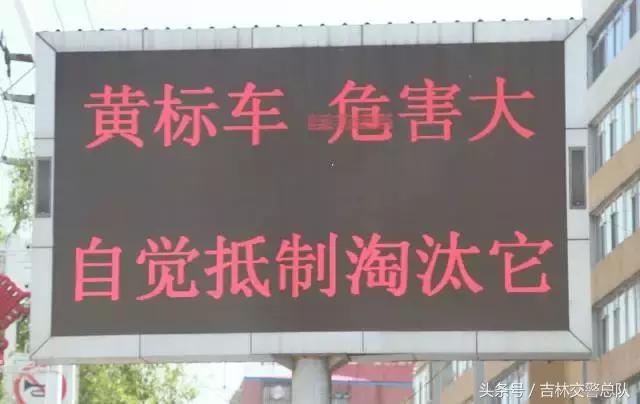 黄标车 危害大
自觉抵制淘汰它
头条号/吉林交警总队